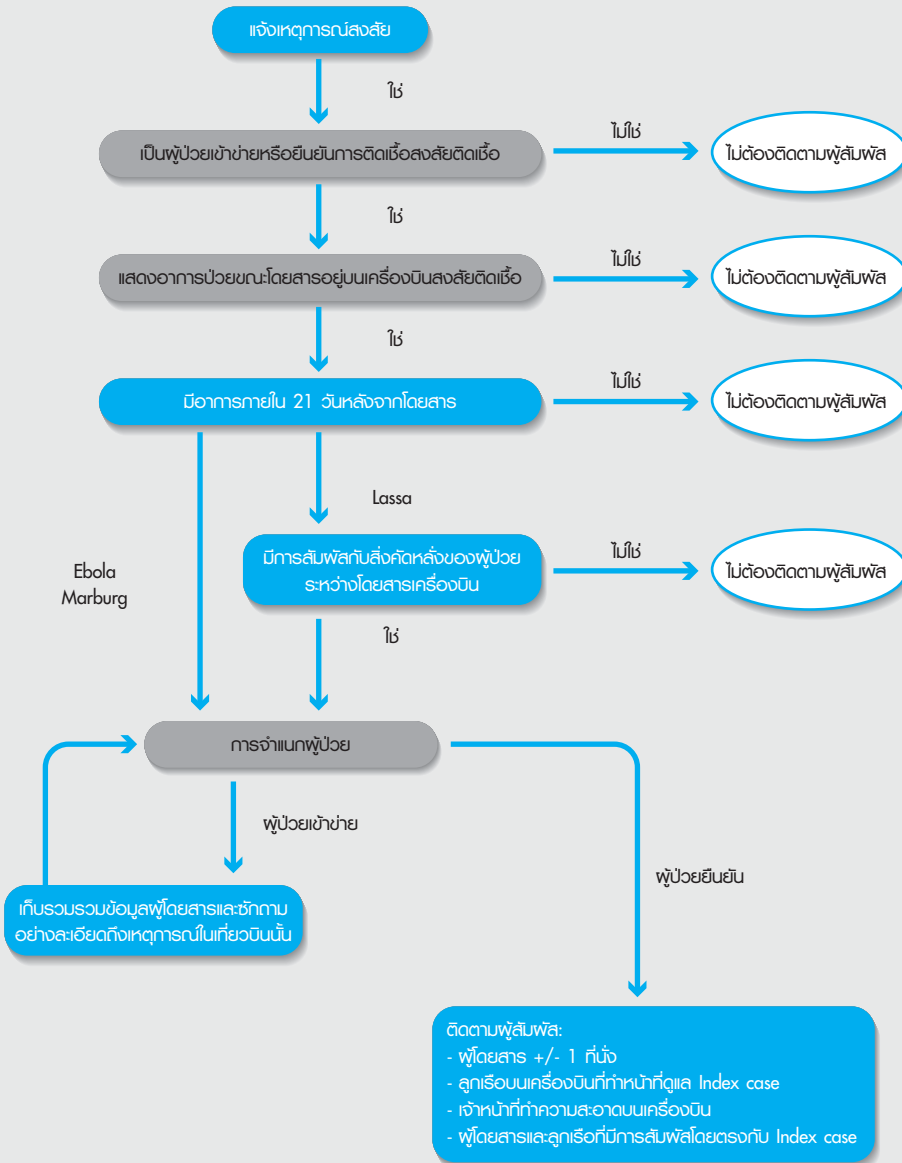 แจ้งเหตุการณ์สงสัย
ใช่
เป็นผู้ป่วยเข้าข่ายหรือยืนยันการติดเชื้อสงสัยติดเชื้อ
ไม่ใช่
ไม่ต้องติดตามผู้สัมผัส
ใช่
แสดงอาการป่วยขณะโดยสารอยู่บนเครื่องบินสงสัยติดเชื้อ
ไม่ใช่
ไม่ต้องติดตามผู้สัมผัส
ใช่
มีอาการภายใน 21 วันหลังจากโดยสาร
ไม่ใช่
ไม่ต้องติดตามผู้สัมผัส
Lassa
มีการสัมผัสกับสิ่งคัดหลั่งของผู้ป่วย
ระหว่างโดยสารเครื่องบิน
ไม่ใช่
ไม่ต้องติดตามผู้สัมผัส
Ebola
Marburg
ใช่
การจำแนกผู้ป่วย
ผู้ป่วยเข้าข่าย
ผู้ป่วยยืนยัน
เก็บรวมรวมข้อมูลผู้โดยสารและซักถาม
อย่างละเอียดถึงเหตุการณ์ในเที่ยวบินนั้น
ติดตามผู้สัมผัส:
- ผู้โดยสาร +/- 1 ที่นั่ง
- ลูกเรือบนเครื่องบินที่ทำหน้าที่ดูแล Index case
- เจ้าหน้าที่ทำความสะอาดบนเครื่องบิน
- ผู้โดยสารและลูกเรือที่มีการสัมผัสโดยตรงกับ Index case